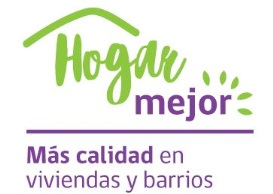 Hogar
mejor
Más calidad en
viviendas y barrios